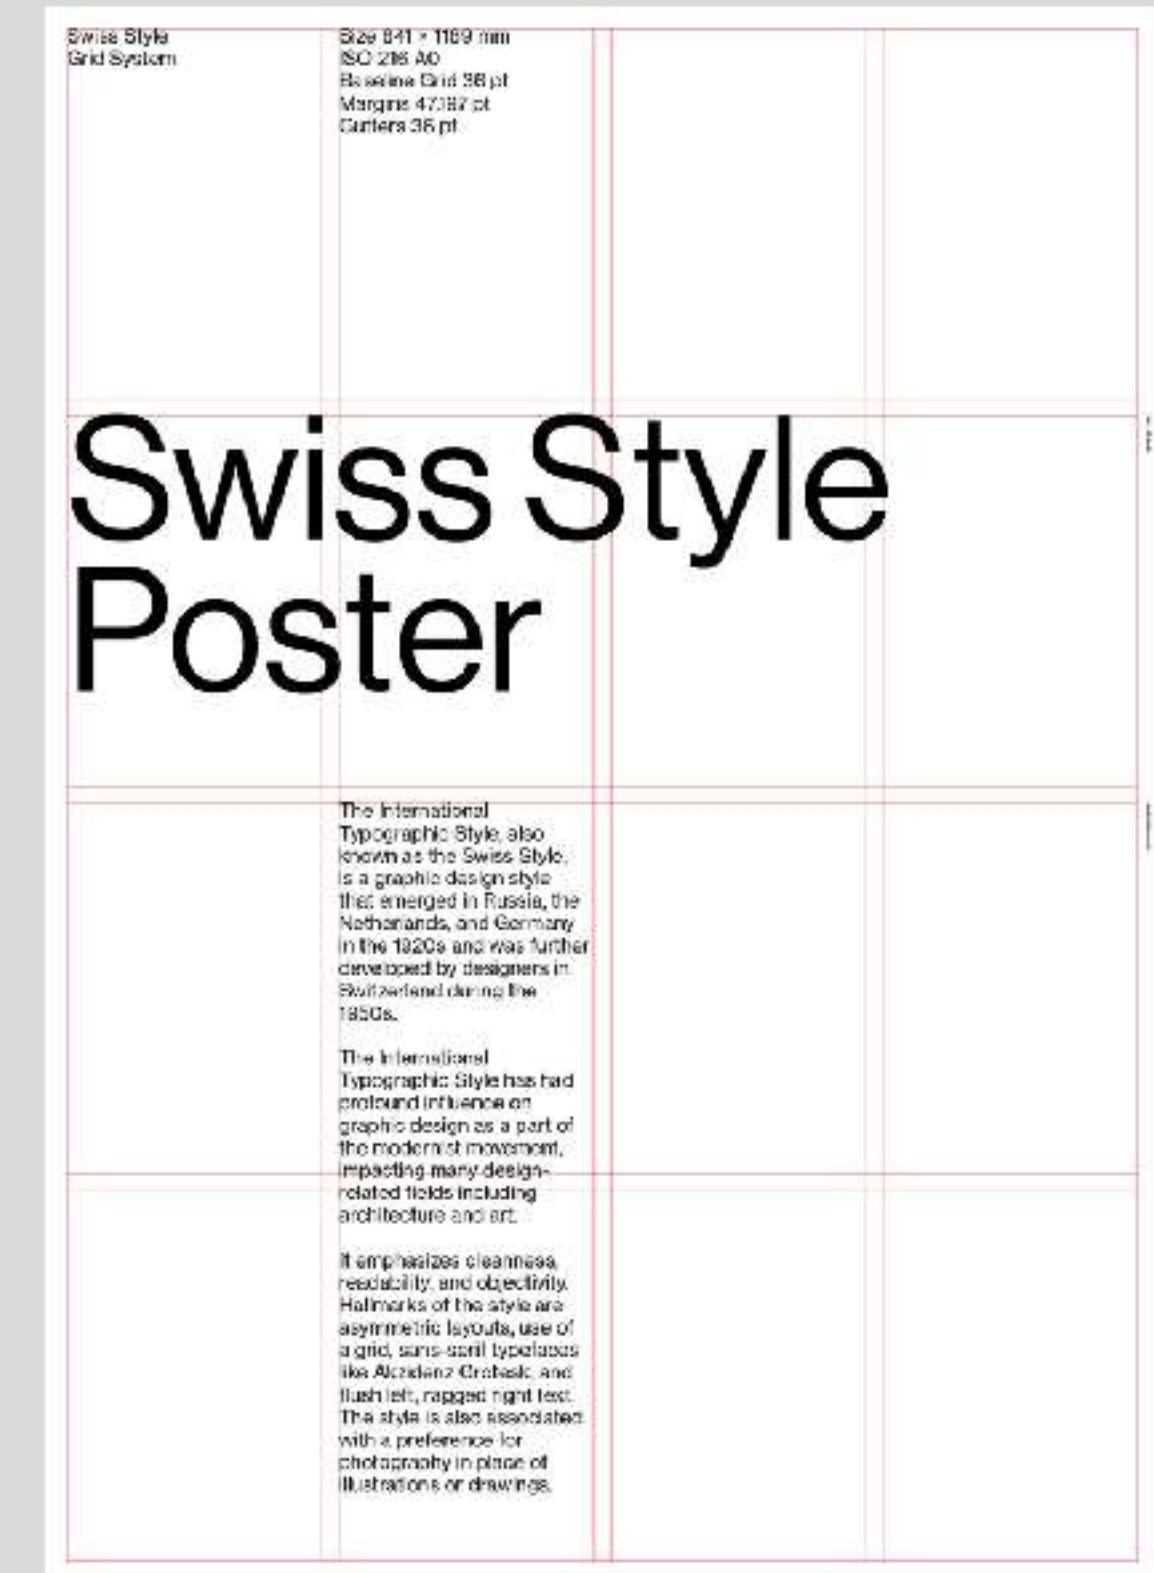 Swiss Style
Grid System
Size 841 × 1189 mm
ISO 216 A0
Baseline Grid 36 pt
Margins 47.197 pt
Gutters 36 pt
Swiss Style
Poster
The International
Typographic Style, also
known as the Swiss Style,
is a graphic design style
that emerged in Russia, the
Netherlands, and Germany
in the 1920s and was further
developed by designers in
Switzerland during the
1950s.
The International
Typographic Style has had
profound influence on
graphic design as a part of
the modernist movement,
impacting many design-
related fields including
architecture and art.
It emphasizes cleanness,
readability, and objectivity.
Hallmarks of the style are
asymmetric layouts, use of
a grid, sans-serif typefaces
like Akzidenz Grotesk, and
flush left, ragged right text.
The style is also associated
with a preference for
photography in place of
illustrations or drawings.